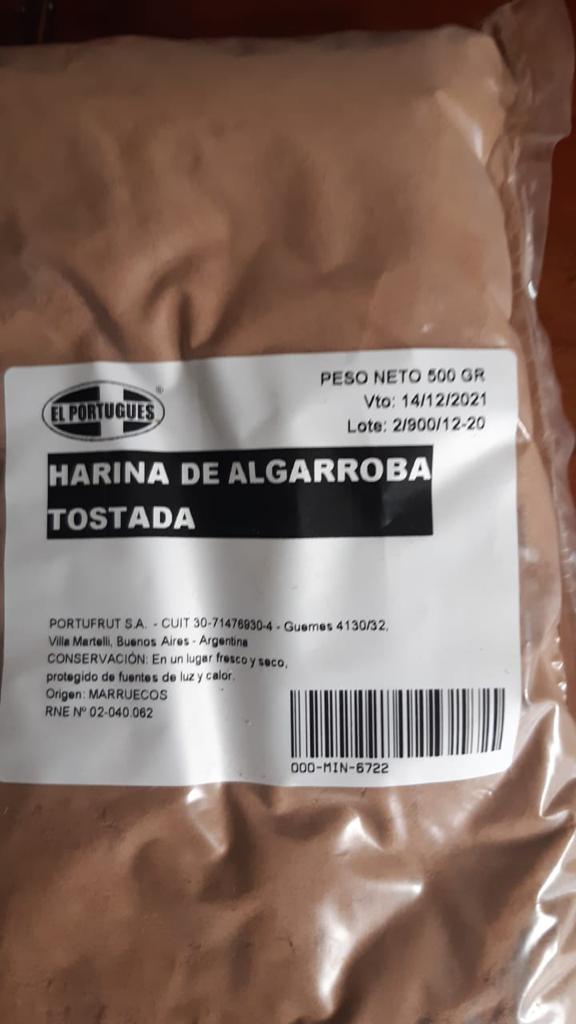 EL PORTUGUES®
PESO NETO 500 GR
Vto: 14/12/2021
Lote: 2/900/12-20
HARINA DE ALGARROBA
TOSTADA
PORTUFRUT S.A. - CUIT 30-71476930-4 - Guemes 4130/32,
Villa Martelli, Buenos Aires - Argentina
CONSERVACIÓN: En un lugar fresco y seco,
protegido de fuentes de luz y calor.
Origen: MARRUECOS
RNE Nº 02-040.062
000-MIN-6722